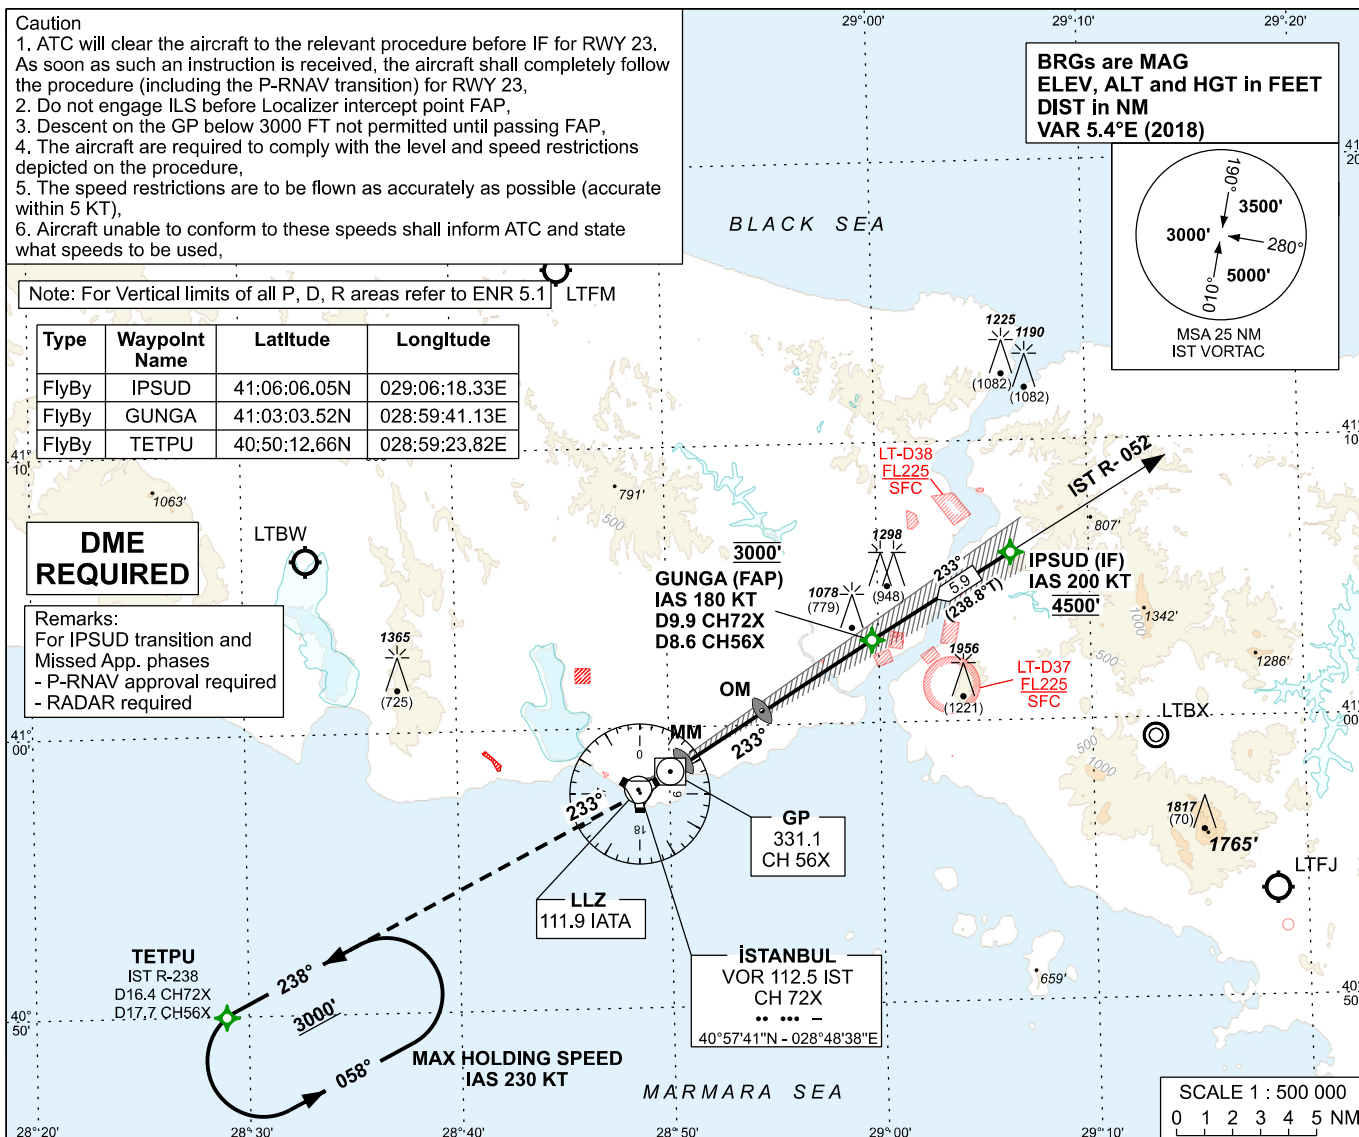 Caution
1. ATC will clear the aircraft to the relevant procedure before IF for RWY 23.
As soon as such an instruction is received, the aircraft shall completely follow
the procedure (including the P-RNAV transition) for RWY 23,
2. Do not engage ILS before Localizer intercept point FAP,
3. Descent on the GP below 3000 FT not permitted until passing FAP,
4. The aircraft are required to comply with the level and speed restrictions
depicted on the procedure,
5. The speed restrictions are to be flown as accurately as possible (accurate
within 5 KT),
6. Aircraft unable to conform to these speeds shall inform ATC and state
what speeds to be used,
29°00' 29°10' 29°20'
BRGs are MAG
ELEV, ALT and HGT in FEET
DIST in NM
VAR 5.4°E (2018)
41°
20'
190°
3500'
3000'
280°
5000'
010°
MSA 25 NM
IST VORTAC
BLACK SEA
LTFM
Note: For Vertical limits of all P, D, R areas refer to ENR 5.1
Type Waypoint Name Latitude Longitude
FlyBy IPSUD 41:06:06.05N 029:06:18.33E
FlyBy GUNGA 41:03:03.52N 028:59:41.13E
FlyBy TETPU 40:50:12.66N 028:59:23.82E
1225
1190
(1082)
(1082)
41°
10'
41°
10'
1063'
791'
500'
LT-D38
FL225
SFC
IST R- 052
807'
DME
REQUIRED
LTBW
3000'
1298
(948)
GUNGA (FAP)
IAS 180 KT
D9.9 CH72X
D8.6 CH56X
1078
(779)
233°
5.9
(238.8°T)
IPSUD (IF)
IAS 200 KT
4500'
1342'
1000
500
1286'
Remarks:
For IPSUD transition and
Missed App. phases
- P-RNAV approval required
- RADAR required
1365
(725)
1956
(1221)
LT-D37
FL225
SFC
OM
MM
233°
LTBX
41°
00'
41°
00'
500
1000
0
9
18
4
233°
GP
331.1
CH 56X
1817
(70)
1765'
LTFJ
LLZ
111.9 IATA
TETPU
IST R-238
D16.4 CH72X
D17.7 CH56X
238°
3000'
058°
MAX HOLDING SPEED
IAS 230 KT
İSTANBUL
VOR 112.5 IST
CH 72X
40°57'41"N - 028°48'38"E
659'
40°
50'
40°
50'
MARMARA SEA
SCALE 1 : 500 000
0 1 2 3 4 5 NM
28°20' 28°30' 28°40' 28°50' 29°00' 29°10'